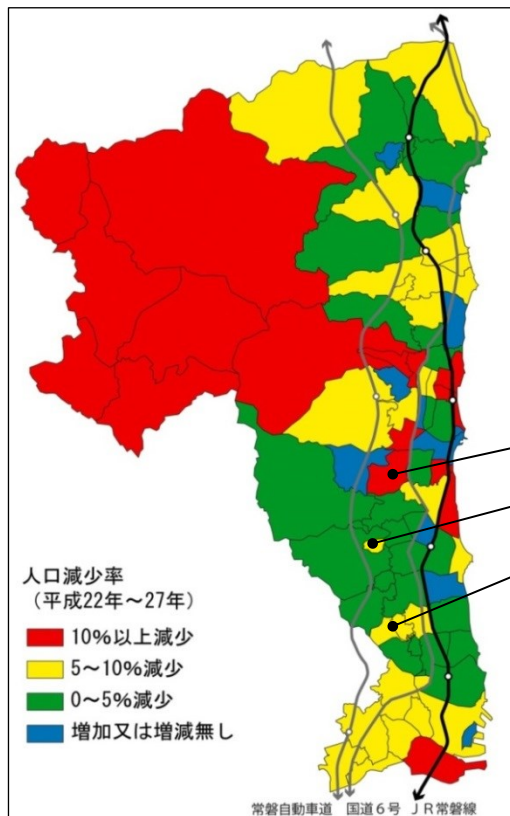 人口減少率
(平成22年～27年)
10%以上減少
5～10%減少
0～5%減少
増加又は増減無し
常磐自動車道 国道6号 JR常磐線